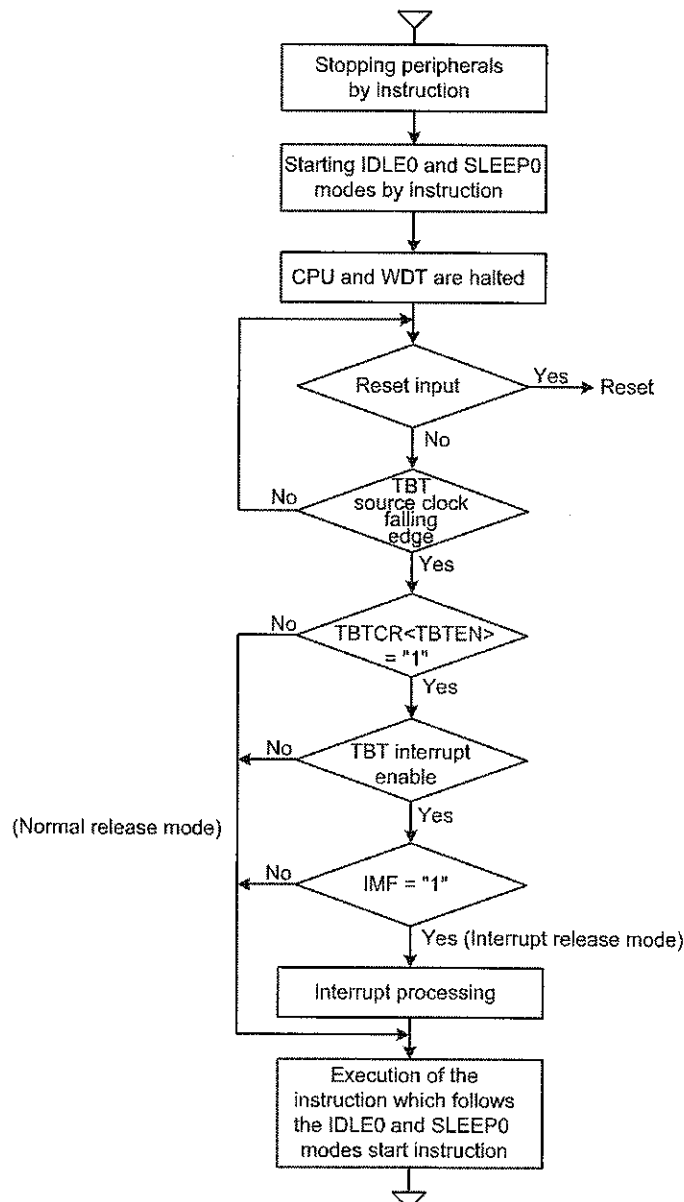 Stopping peripherals
by instruction
Starting IDLE0 and SLEEP0
modes by instruction
CPU and WDT are halted
Reset input
Yes
Reset
No
No
TBT
source clock
falling
edge
Yes
No
TBTCR<TBTEN>
= "1"
Yes
No
TBT interrupt
enable
(Normal release mode)
Yes
No
IMF = "1"
Yes (Interrupt release mode)
Interrupt processing
Execution of the
instruction which follows
the IDLE0 and SLEEP0
modes start instruction